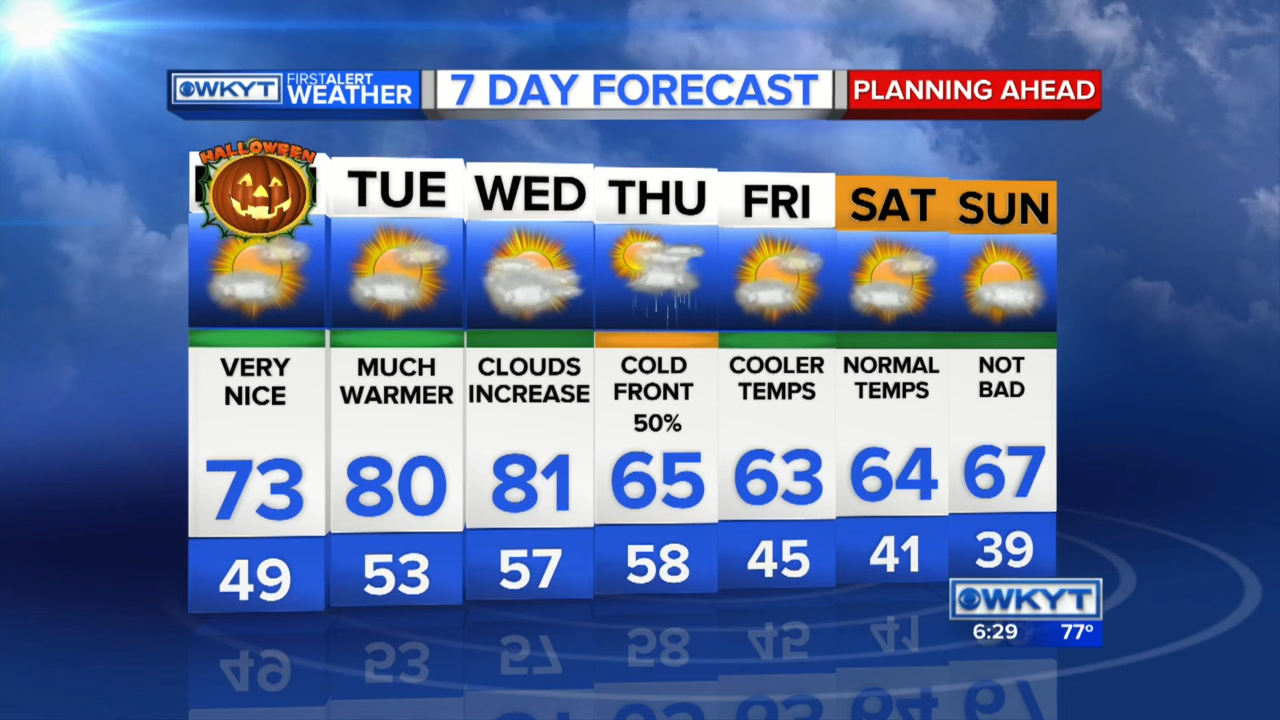 WKYT FIRST ALERT WEATHER
7 DAY FORECAST
PLANNING AHEAD
HALLOWEEN TUE WED THU FRI SAT SUN
VERY NICE
MUCH WARMER
CLOUDS INCREASE
COLD FRONT 50%
COOLER TEMPS
NORMAL TEMPS
NOT BAD
73 80 81 65 63 64 67
49 53 57 58 45 41 39
WKYT
6:29 77°